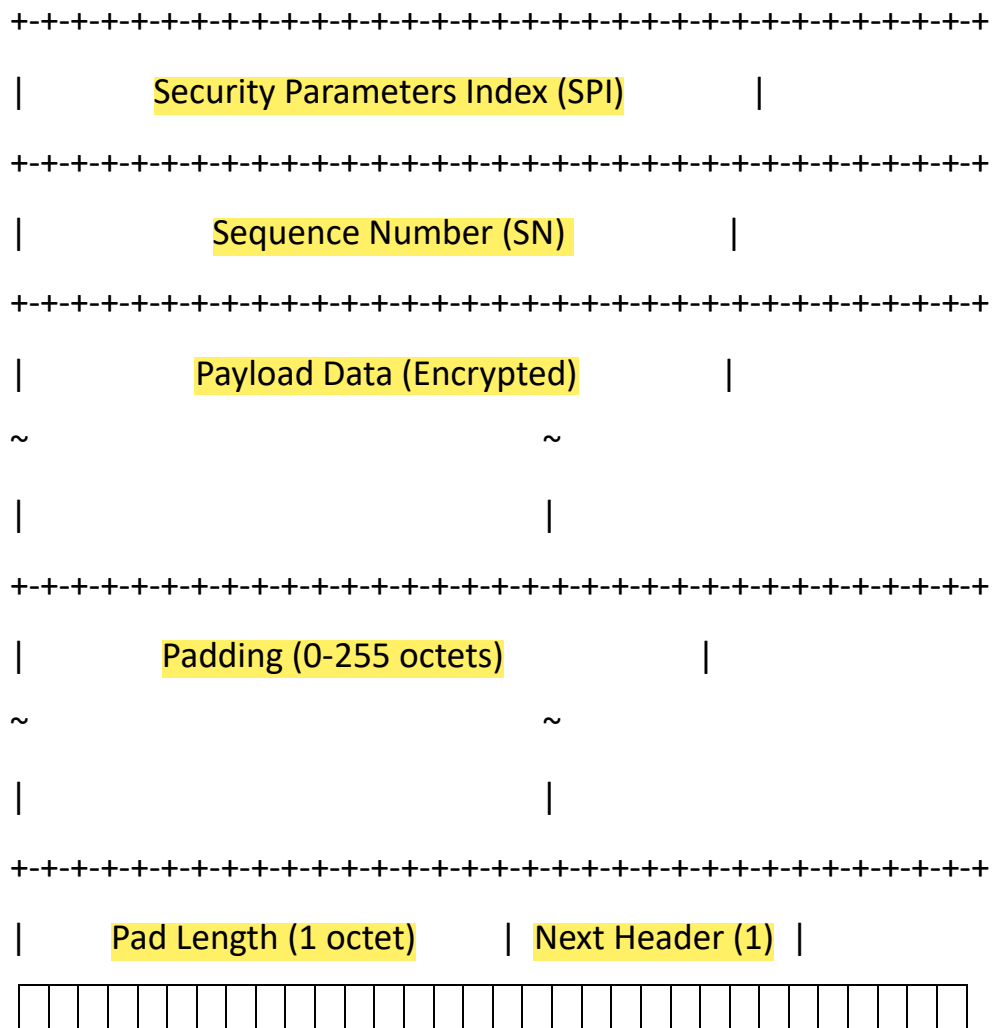 +-+-+-+-+-+-+-+-+-+-+-+-+-+-+-+-+-+-+-+-+-+-+-+-+-+-+-+-+-+-+-+-+
| Security Parameters Index (SPI) |
+-+-+-+-+-+-+-+-+-+-+-+-+-+-+-+-+-+-+-+-+-+-+-+-+-+-+-+-+-+-+-+-+
| Sequence Number (SN) |
+-+-+-+-+-+-+-+-+-+-+-+-+-+-+-+-+-+-+-+-+-+-+-+-+-+-+-+-+-+-+-+-+
| Payload Data (Encrypted) |
~ ~
| |
+-+-+-+-+-+-+-+-+-+-+-+-+-+-+-+-+-+-+-+-+-+-+-+-+-+-+-+-+-+-+-+-+
| Padding (0-255 octets) |
~ ~
| |
+-+-+-+-+-+-+-+-+-+-+-+-+-+-+-+-+-+-+-+-+-+-+-+-+-+-+-+-+-+-+-+-+
| Pad Length (1 octet) | Next Header (1) |